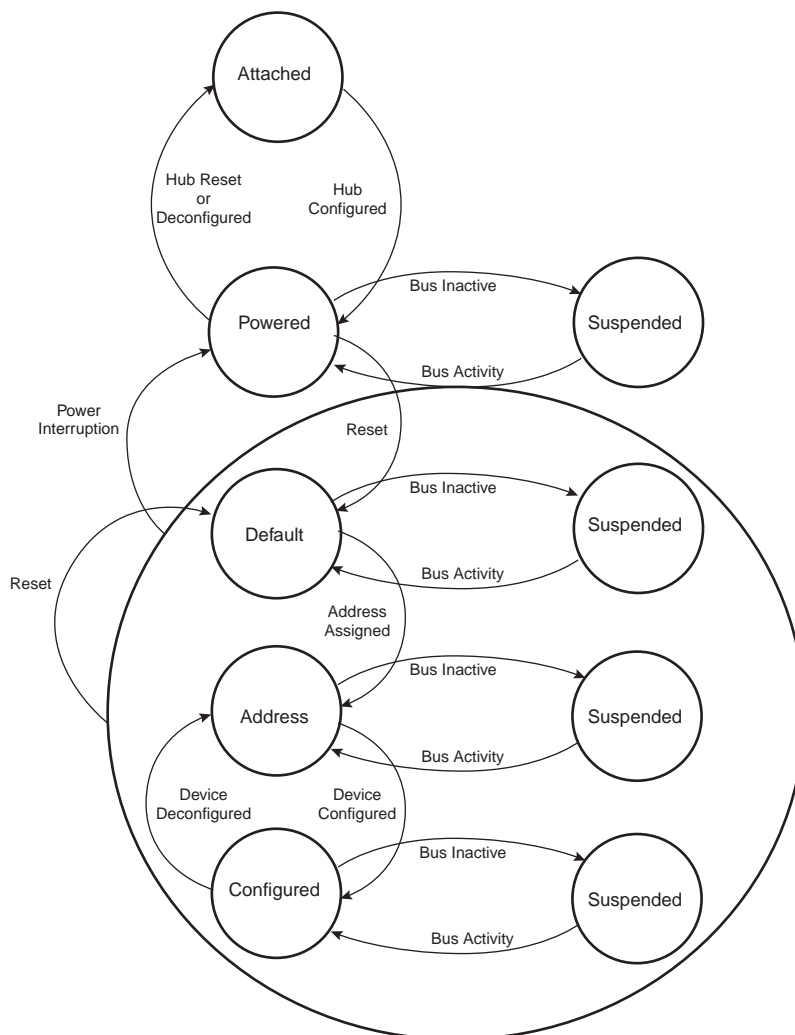 Attached
Hub Reset
or
Deconfigured
Hub
Configured
Bus Inactive
Powered
Suspended
Bus Activity
Power
Interruption
Reset
Bus Inactive
Default
Suspended
Bus Activity
Reset
Address
Assigned
Bus Inactive
Address
Suspended
Bus Activity
Device
Deconfigured
Device
Configured
Bus Inactive
Configured
Suspended
Bus Activity